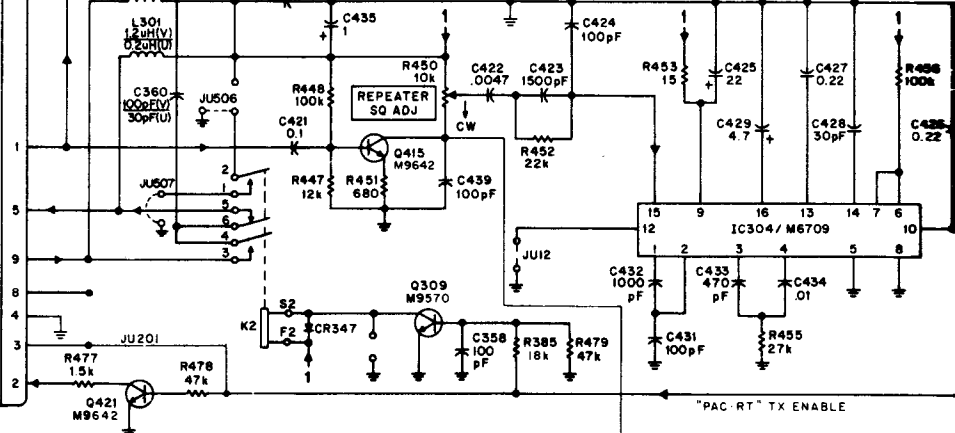 L301
1.2uH(V)
0.2uH(U)
C360
100pF(V)
30pF(U)
JU506
C435
1
+
R448
100k
C421
0.1
REPEATER
SQ ADJ
R450
10k
1
CW
C422
.0047
C423
1500pF
C424
100pF
R452
22k
Q415
M9642
R447
12k
R451
680
C439
100pF
1
R453
15
C425
22
+
C429
4.7
+
C427
0.22
C428
30pF
1
R456
100k
0.22
+
15
9
16
13
14
7
6
12
IC304/M6709
10
1
2
3
4
5
8
JU12
C432
1000
pF
C433
470
pF
C434
.01
C431
100pF
R455
27k
1
5
9
8
4
3
2
JU507
2
1
5
6
4
3
K2
S2
F2
CR347
1
Q309
M9570
C358
100
pF
R385
18k
R479
47k
JU201
R477
1.5k
R478
47k
Q421
M9642
"PAC-RT" TX ENABLE